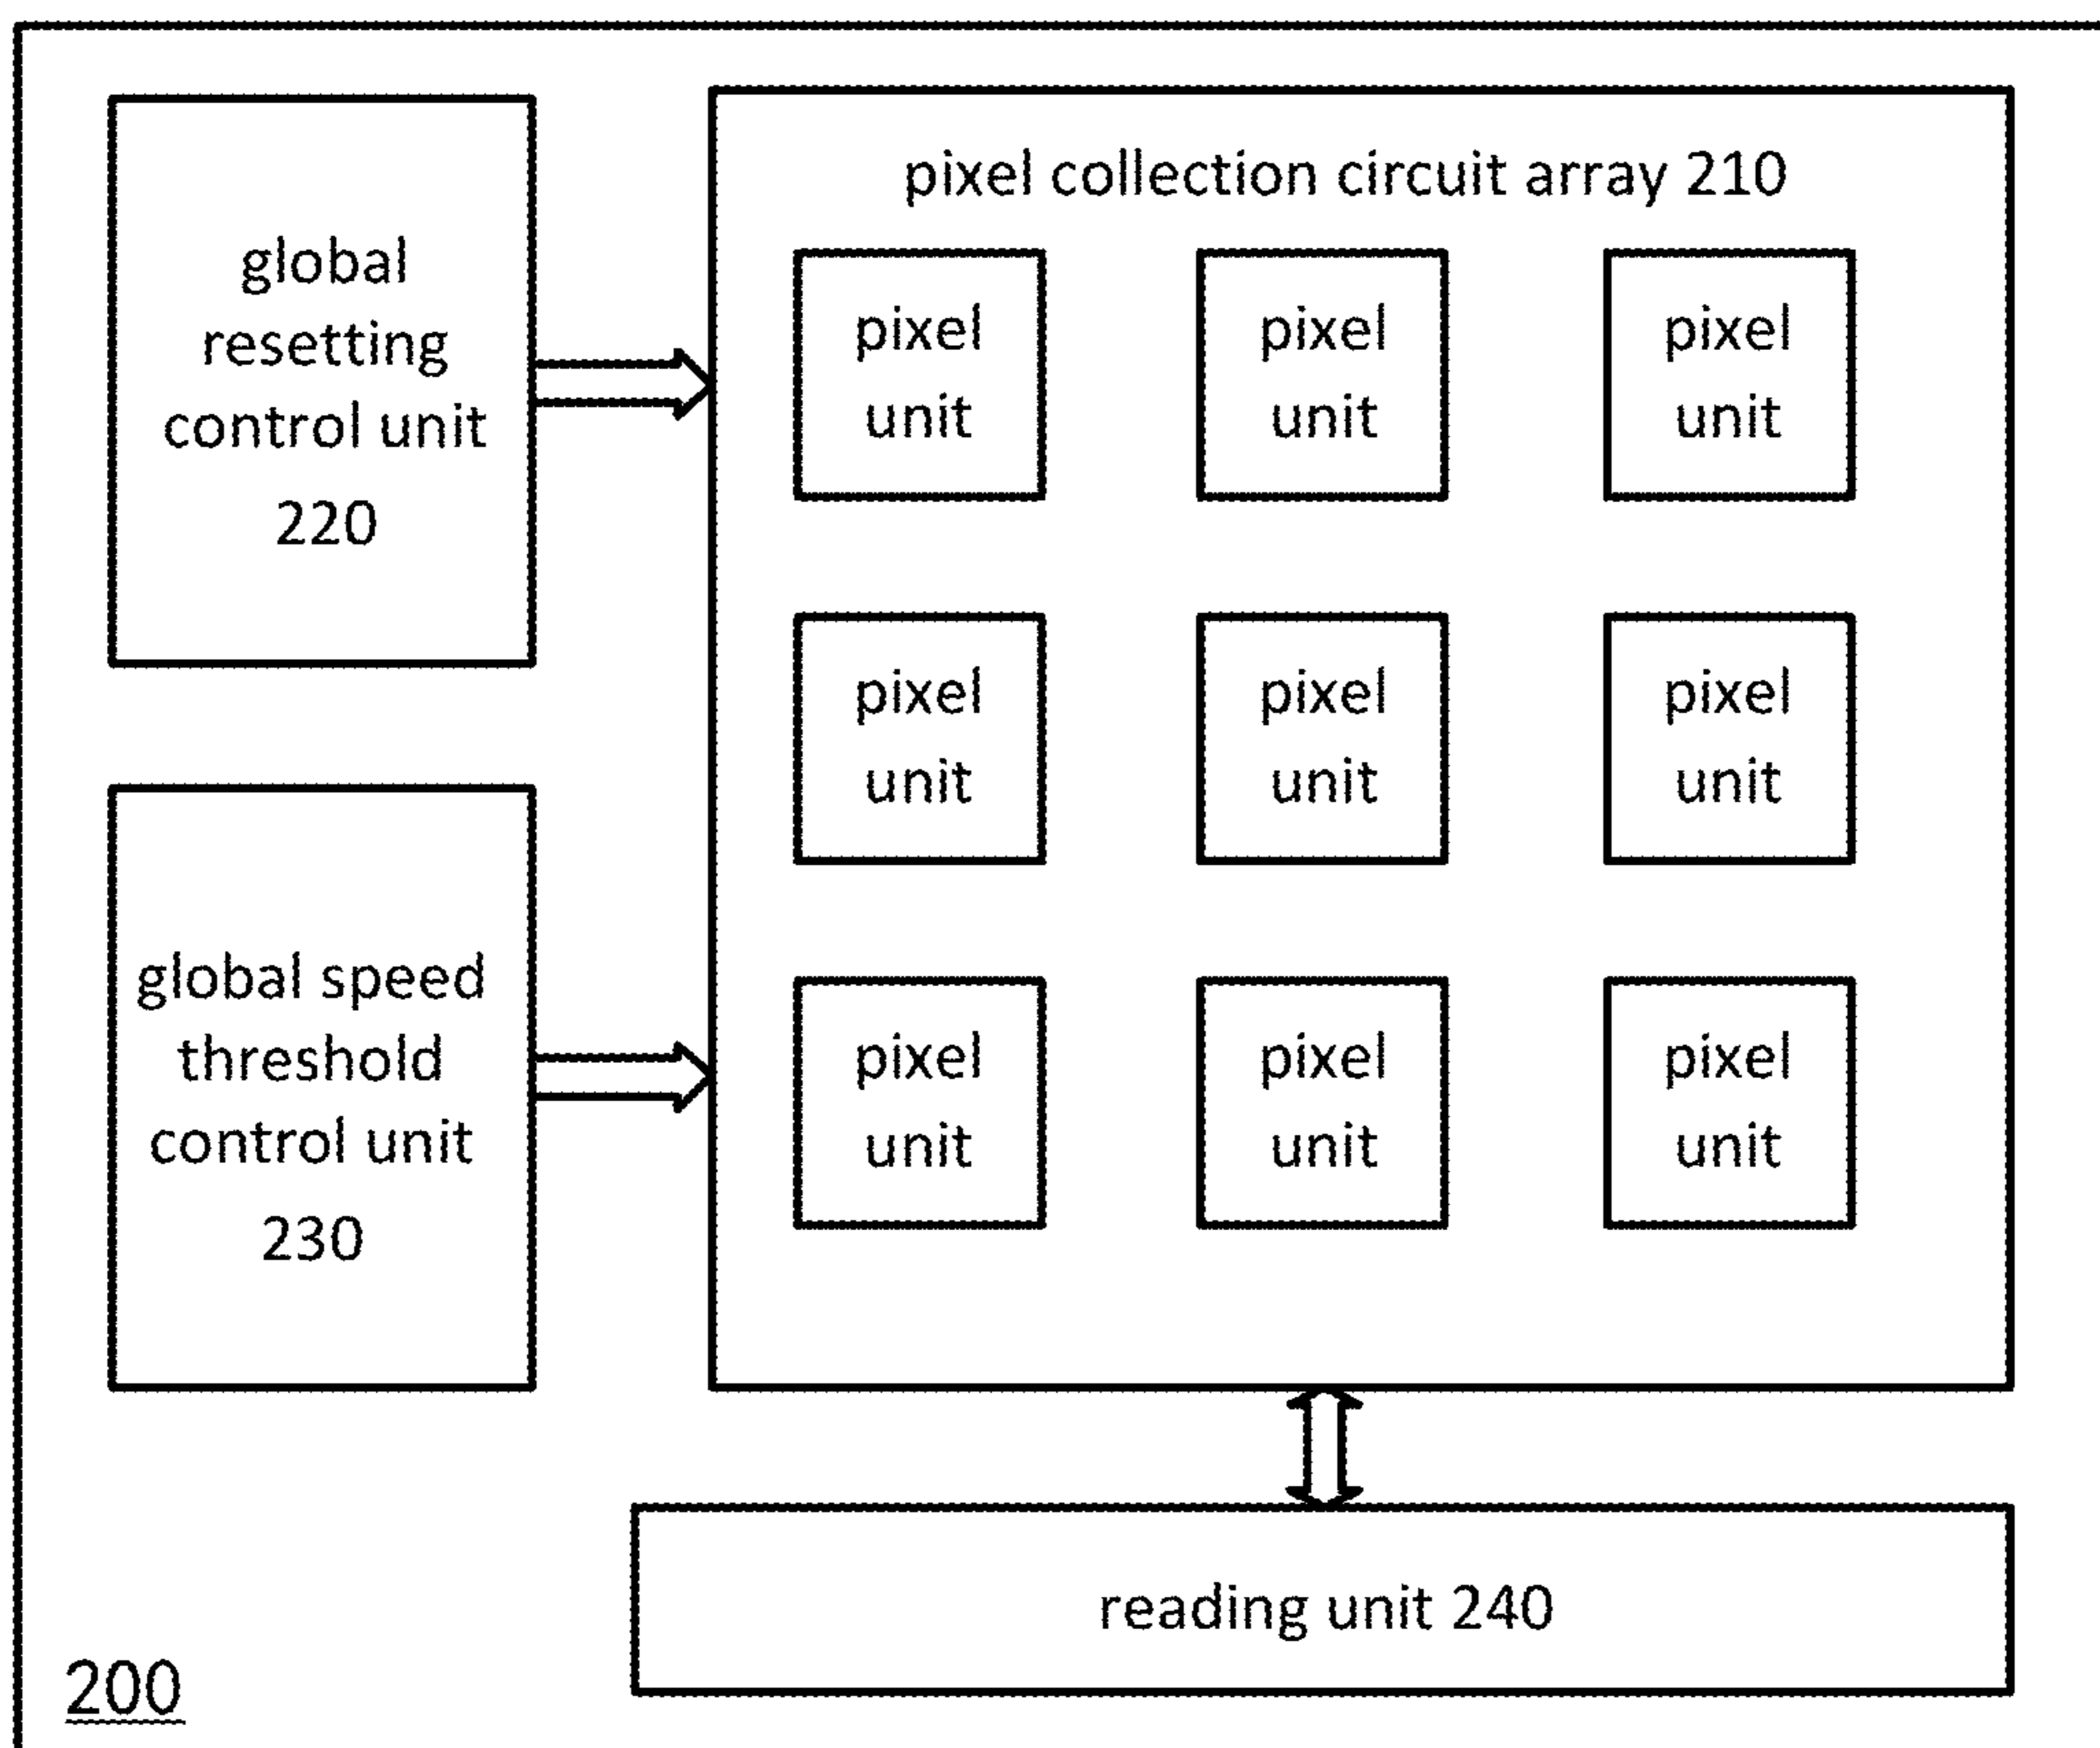 global
resetting
control unit
220
pixel collection circuit array 210
pixel
unit
pixel
unit
pixel
unit
pixel
unit
pixel
unit
pixel
unit
pixel
unit
pixel
unit
pixel
unit
global speed
threshold
control unit
230
reading unit 240
200